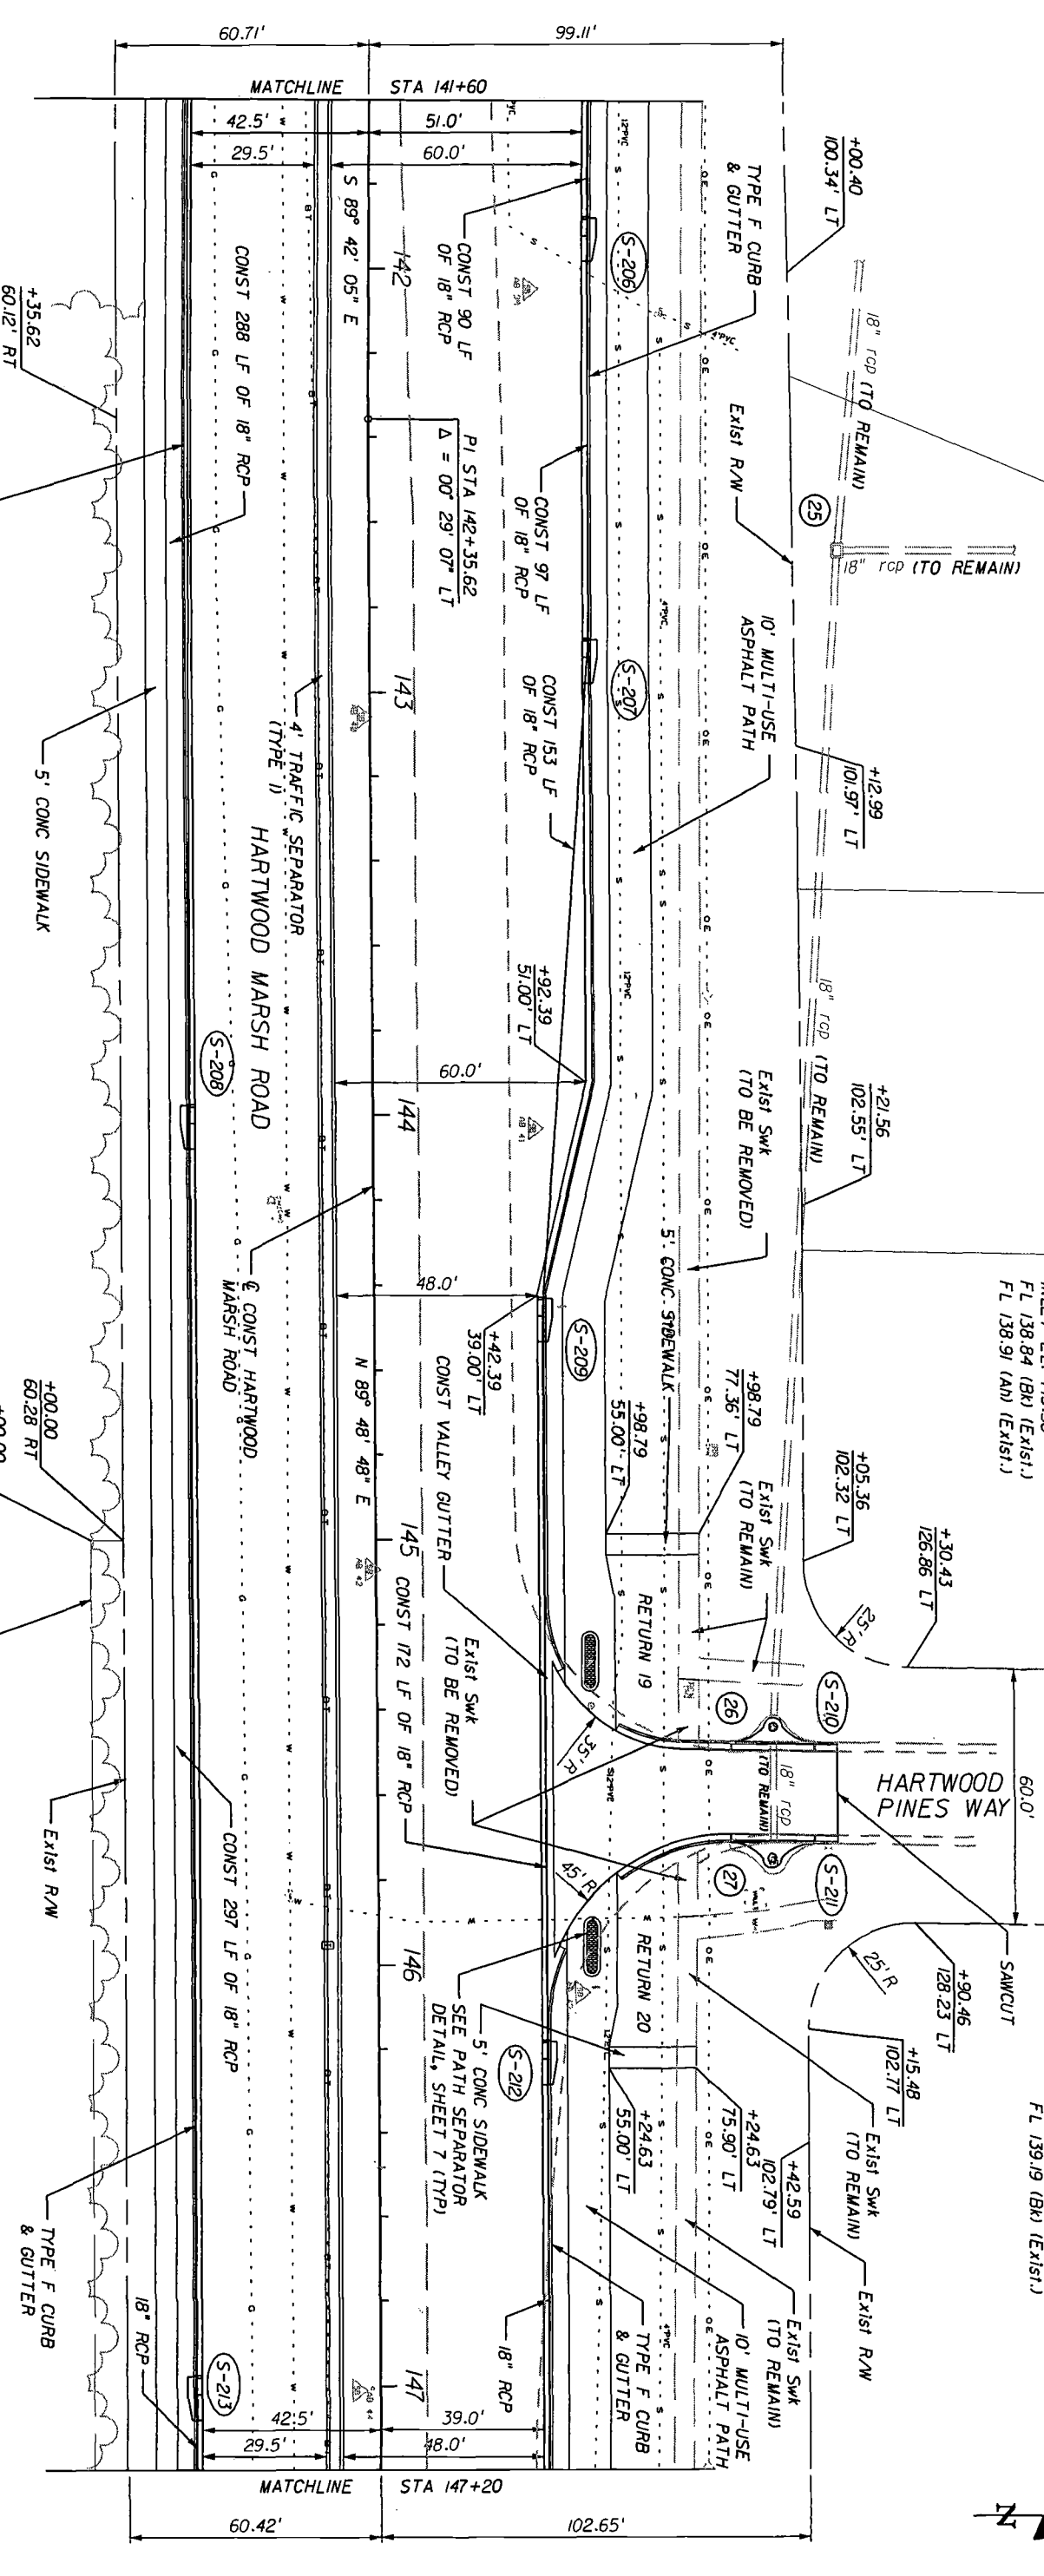 60.71'
99.11'
MATCHLINE
STA 141+60
42.5'
51.0'
29.5'
60.0'
S 89° 42' 05" E
142
CONST 90 LF
OF 18" RCP
S-206
12"PVC
TYPE F CURB
& GUTTER
+00.40
100.34' LT
18" rcp (TO REMAIN)
4"PVC
+35.62
60.12' RT
CONST 288 LF OF 18" RCP
PI STA 142+35.62
Δ = 00° 29' 07" LT
CONST 97 LF
OF 18" RCP
Exist R/W
25
18" rcp (TO REMAIN)
10' MULTI-USE
ASPHALT PATH
4"PVC
S-207
143
CONST 153 LF
OF 18" RCP
5' CONC SIDEWALK
4' TRAFFIC SEPARATOR
(TYPE I)
HARTWOOD MARSH ROAD
+12.99
101.97' LT
+92.39
51.00' LT
12"PVC
18" rcp (TO REMAIN)
S-208
60.0'
144
Exist Swk
(TO BE REMOVED)
+21.56
102.55' LT
AB 41
℄ CONST HARTWOOD
MARSH ROAD
48.0'
5' CONC SIDEWALK
S-209
+42.39
39.00' LT
FL 138.84 (Bk) (Exist.)
FL 138.91 (Ah) (Exist.)
N 89° 48' 48" E
CONST VALLEY GUTTER
+98.79
77.36' LT
+98.79
55.00' LT
+00.00
60.28 RT
Exist Swk
(TO REMAIN)
+05.36
102.32 LT
+30.43
126.86 LT
145
AB 42
CONST 172 LF OF 18" RCP
Exist Swk
(TO BE REMOVED)
RETURN 19
25' R
S-210
26
35' R
18" rcp
(TO REMAIN)
HARTWOOD
PINES WAY
60.0'
12"PVC
CONST 297 LF OF 18" RCP
Exist R/W
45' R
27
S-211
146
RETURN 20
25' R
SAWCUT
+90.46
128.23 LT
+15.48
102.77 LT
5' CONC SIDEWALK
SEE PATH SEPARATOR
DETAIL, SHEET 7 (TYP)
S-212
+24.63
55.00' LT
+24.63
75.90' LT
+42.59
102.79' LT
Exist Swk
(TO REMAIN)
FL 139.19 (Bk) (Exist.)
TYPE F CURB
& GUTTER
18" RCP
S-213
147
18" RCP
TYPE F CURB
& GUTTER
10' MULTI-USE
ASPHALT PATH
Exist Swk
(TO REMAIN)
Exist R/W
4"PVC
42.5'
39.0'
29.5'
48.0'
MATCHLINE
STA 147+20
60.42'
102.65'
N